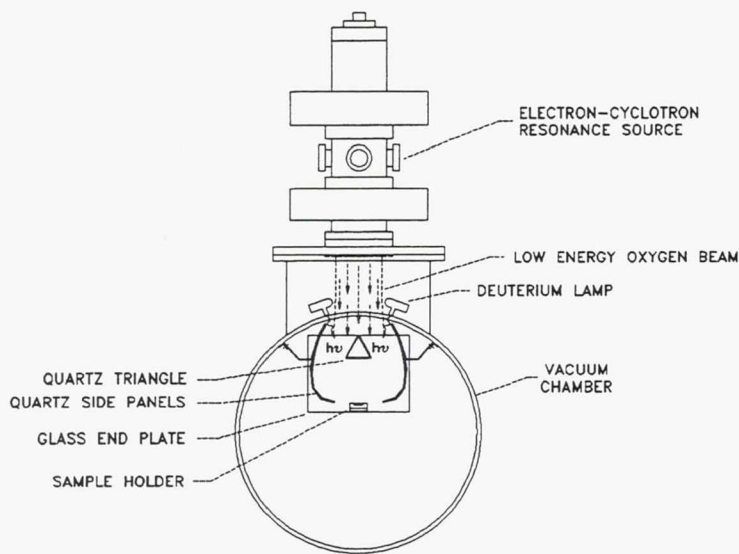 ELECTRON-CYCLOTRON
RESONANCE SOURCE
LOW ENERGY OXYGEN BEAM
DEUTERIUM LAMP
hν hν
QUARTZ TRIANGLE
QUARTZ SIDE PANELS
GLASS END PLATE
SAMPLE HOLDER
VACUUM
CHAMBER